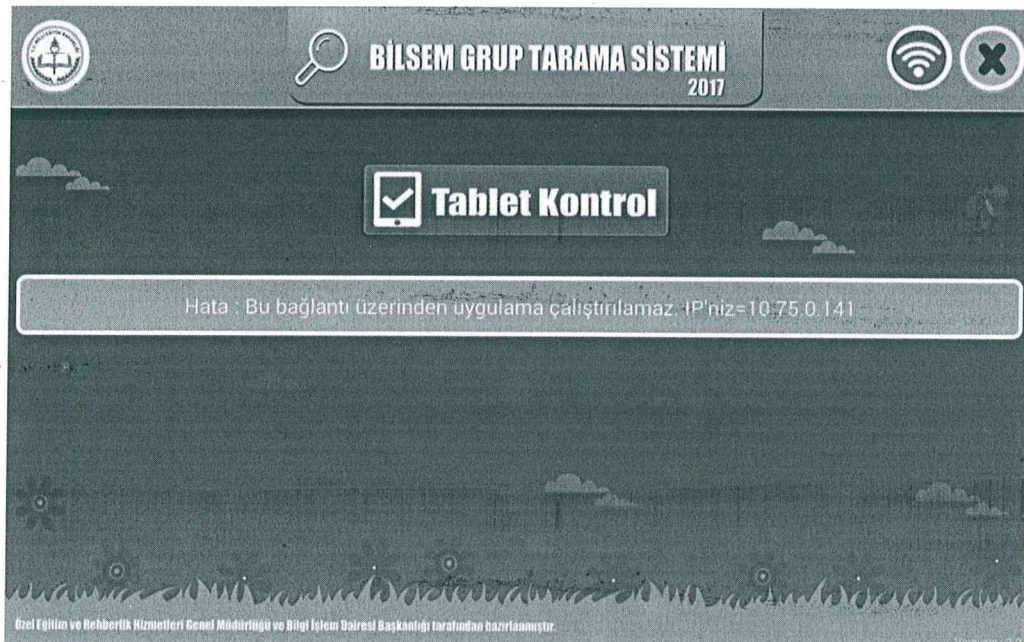 BİLSEM GRUP TARAMA SİSTEMİ
2017
Tablet Kontrol
Hata : Bu bağlantı üzerinden uygulama çalıştırılamaz. IP'niz=10.75.0.141
Özel Eğitim ve Rehberlik Hizmetleri Genel Müdürlüğü ve Bilgi İşlem Dairesi Başkanlığı tarafından hazırlanmıştır.